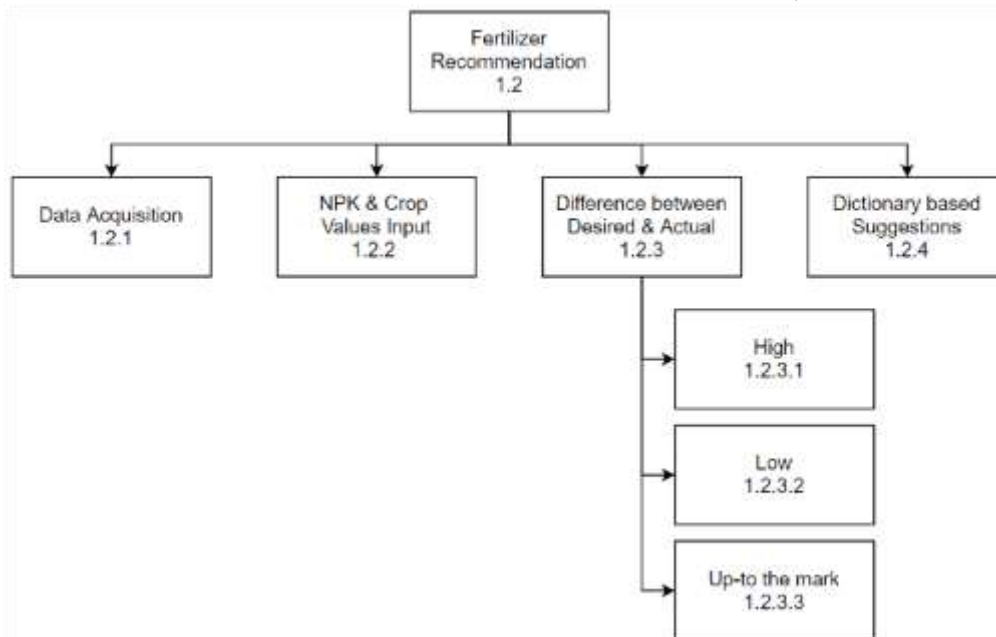 Fertilizer
Recommendation
1.2
Data Acquisition
1.2.1
NPK & Crop
Values Input
1.2.2
Difference between
Desired & Actual
1.2.3
Dictionary based
Suggestions
1.2.4
High
1.2.3.1
Low
1.2.3.2
Up-to the mark
1.2.3.3